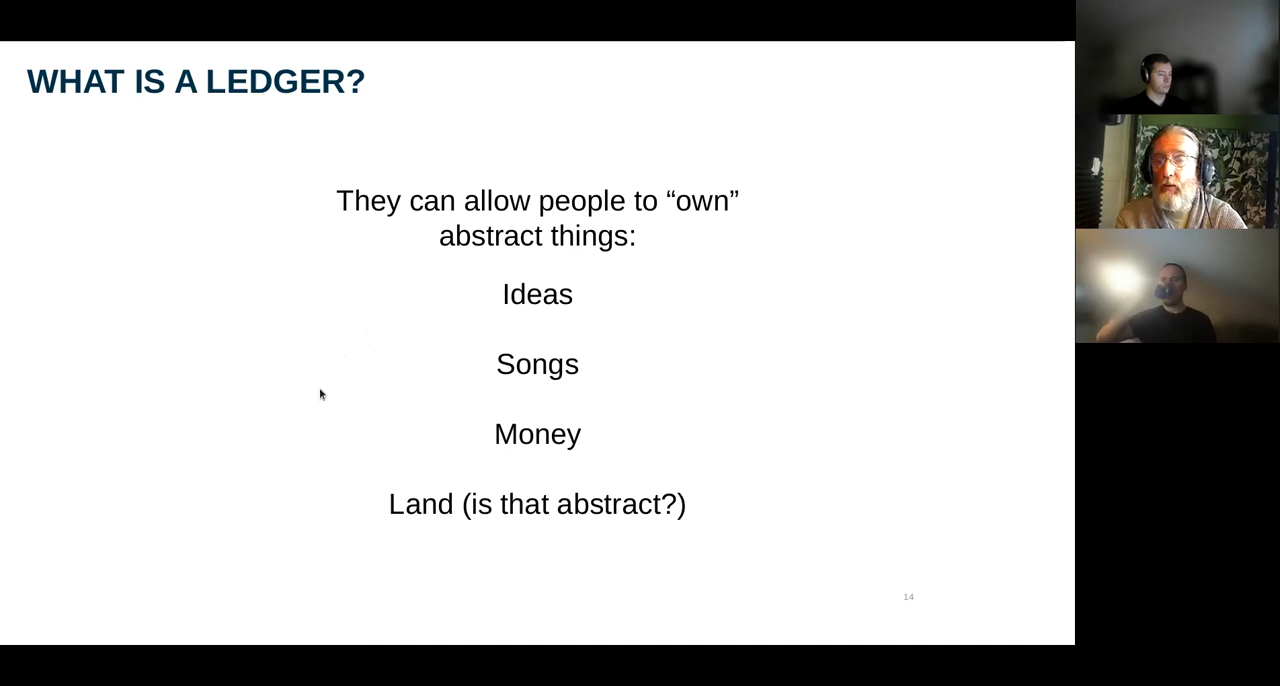 WHAT IS A LEDGER?
They can allow people to “own”
abstract things:
Ideas
Songs
Money
Land (is that abstract?)
14